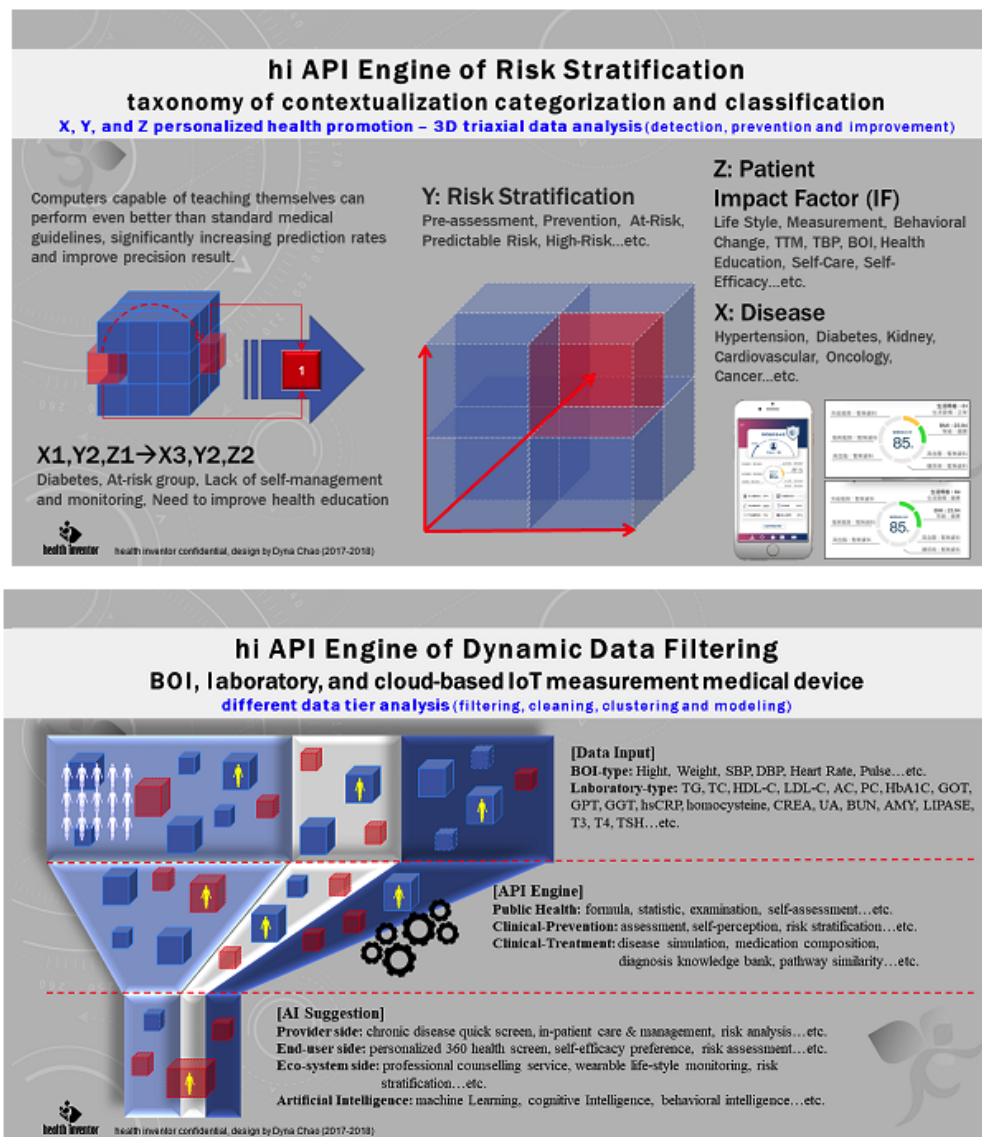 hi API Engine of Risk Stratification
taxonomy of contextualization categorization and classification
X, Y, and Z personalized health promotion – 3D triaxial data analysis (detection, prevention and improvement)
Computers capable of teaching themselves can
perform even better than standard medical
guidelines, significantly increasing prediction rates
and improve precision result.
1
X1,Y2,Z1→X3,Y2,Z2
Diabetes, At-risk group, Lack of self-management
and monitoring, Need to improve health education
Y: Risk Stratification
Pre-assessment, Prevention, At-Risk,
Predictable Risk, High-Risk...etc.
Z: Patient
Impact Factor (IF)
Life Style, Measurement, Behavioral
Change, TTM, TBP, BOI, Health
Education, Self-Care, Self-
Efficacy...etc.
X: Disease
Hypertension, Diabetes, Kidney,
Cardiovascular, Oncology,
Cancer...etc.
85
85
health inventor
health inventor confidential, design by Dyna Chao (2017-2018)
hi API Engine of Dynamic Data Filtering
BOI, laboratory, and cloud-based IoT measurement medical device
different data tier analysis (filtering, cleaning, clustering and modeling)
[Data Input]
BOI-type: Hight, Weight, SBP, DBP, Heart Rate, Pulse…etc.
Laboratory-type: TG, TC, HDL-C, LDL-C, AC, PC, HbA1C, GOT,
GPT, GGT, hsCRP, homocysteine, CREA, UA, BUN, AMY, LIPASE,
T3, T4, TSH…etc.
[API Engine]
Public Health: formula, statistic, examination, self-assessment…etc.
Clinical-Prevention: assessment, self-perception, risk stratification…etc.
Clinical-Treatment: disease simulation, medication composition,
diagnosis knowledge bank, pathway similarity…etc.
[AI Suggestion]
Provider side: chronic disease quick screen, in-patient care & management, risk analysis…etc.
End-user side: personalized 360 health screen, self-efficacy preference, risk assessment…etc.
Eco-system side: professional counselling service, wearable life-style monitoring, risk
stratification…etc.
Artificial Intelligence: machine Learning, cognitive Intelligence, behavioral intelligence…etc.
health inventor
health inventor confidential, design by Dyna Chao (2017-2018)